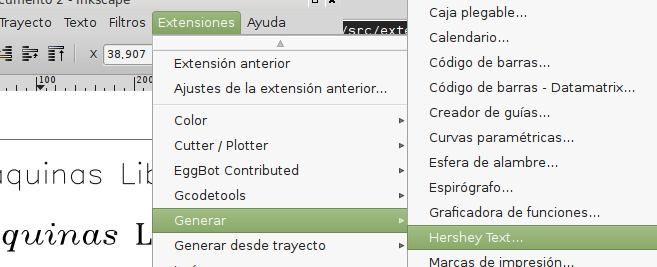 Inkscape
Trayecto Texto Filtros Extensiones Ayuda
X 38,907
/src/exte
100 200
Extensión anterior
Ajustes de la extensión anterior...
Color
Cutter / Plotter
EggBot Contributed
Gcodetools
Generar
Generar desde trayecto
Caja plegable...
Calendario...
Código de barras...
Código de barras - Datamatrix...
Creador de guías...
Curvas paramétricas...
Esfera de alambre...
Espirógrafo...
Graficadora de funciones...
Hershey Text...
Marcas de impresión...
aquinas Lib
quinas L